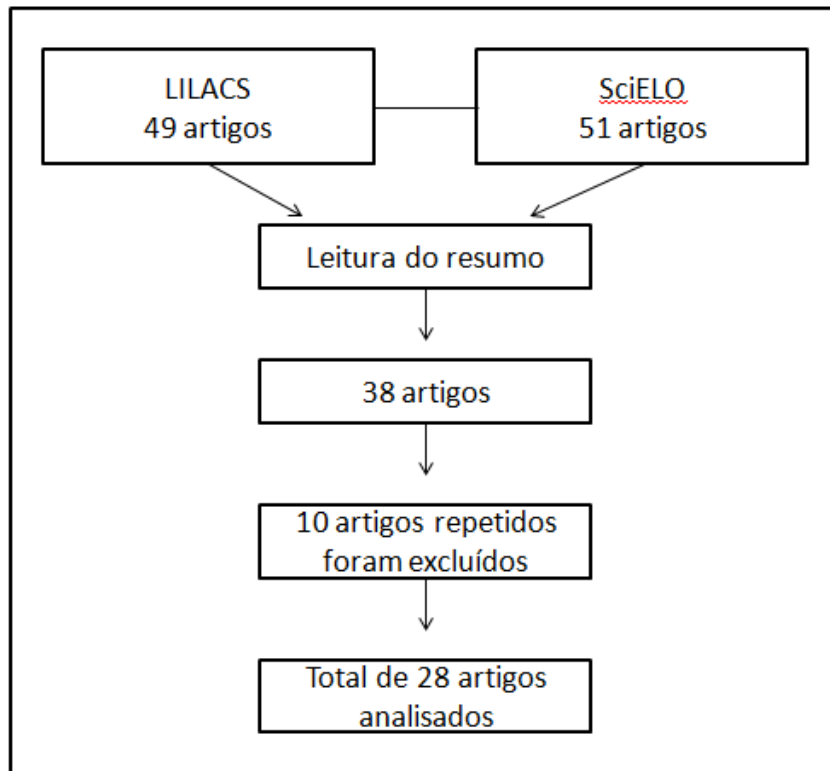 LILACS
49 artigos
SciELO
51 artigos
Leitura do resumo
38 artigos
10 artigos repetidos
foram excluídos
Total de 28 artigos
analisados